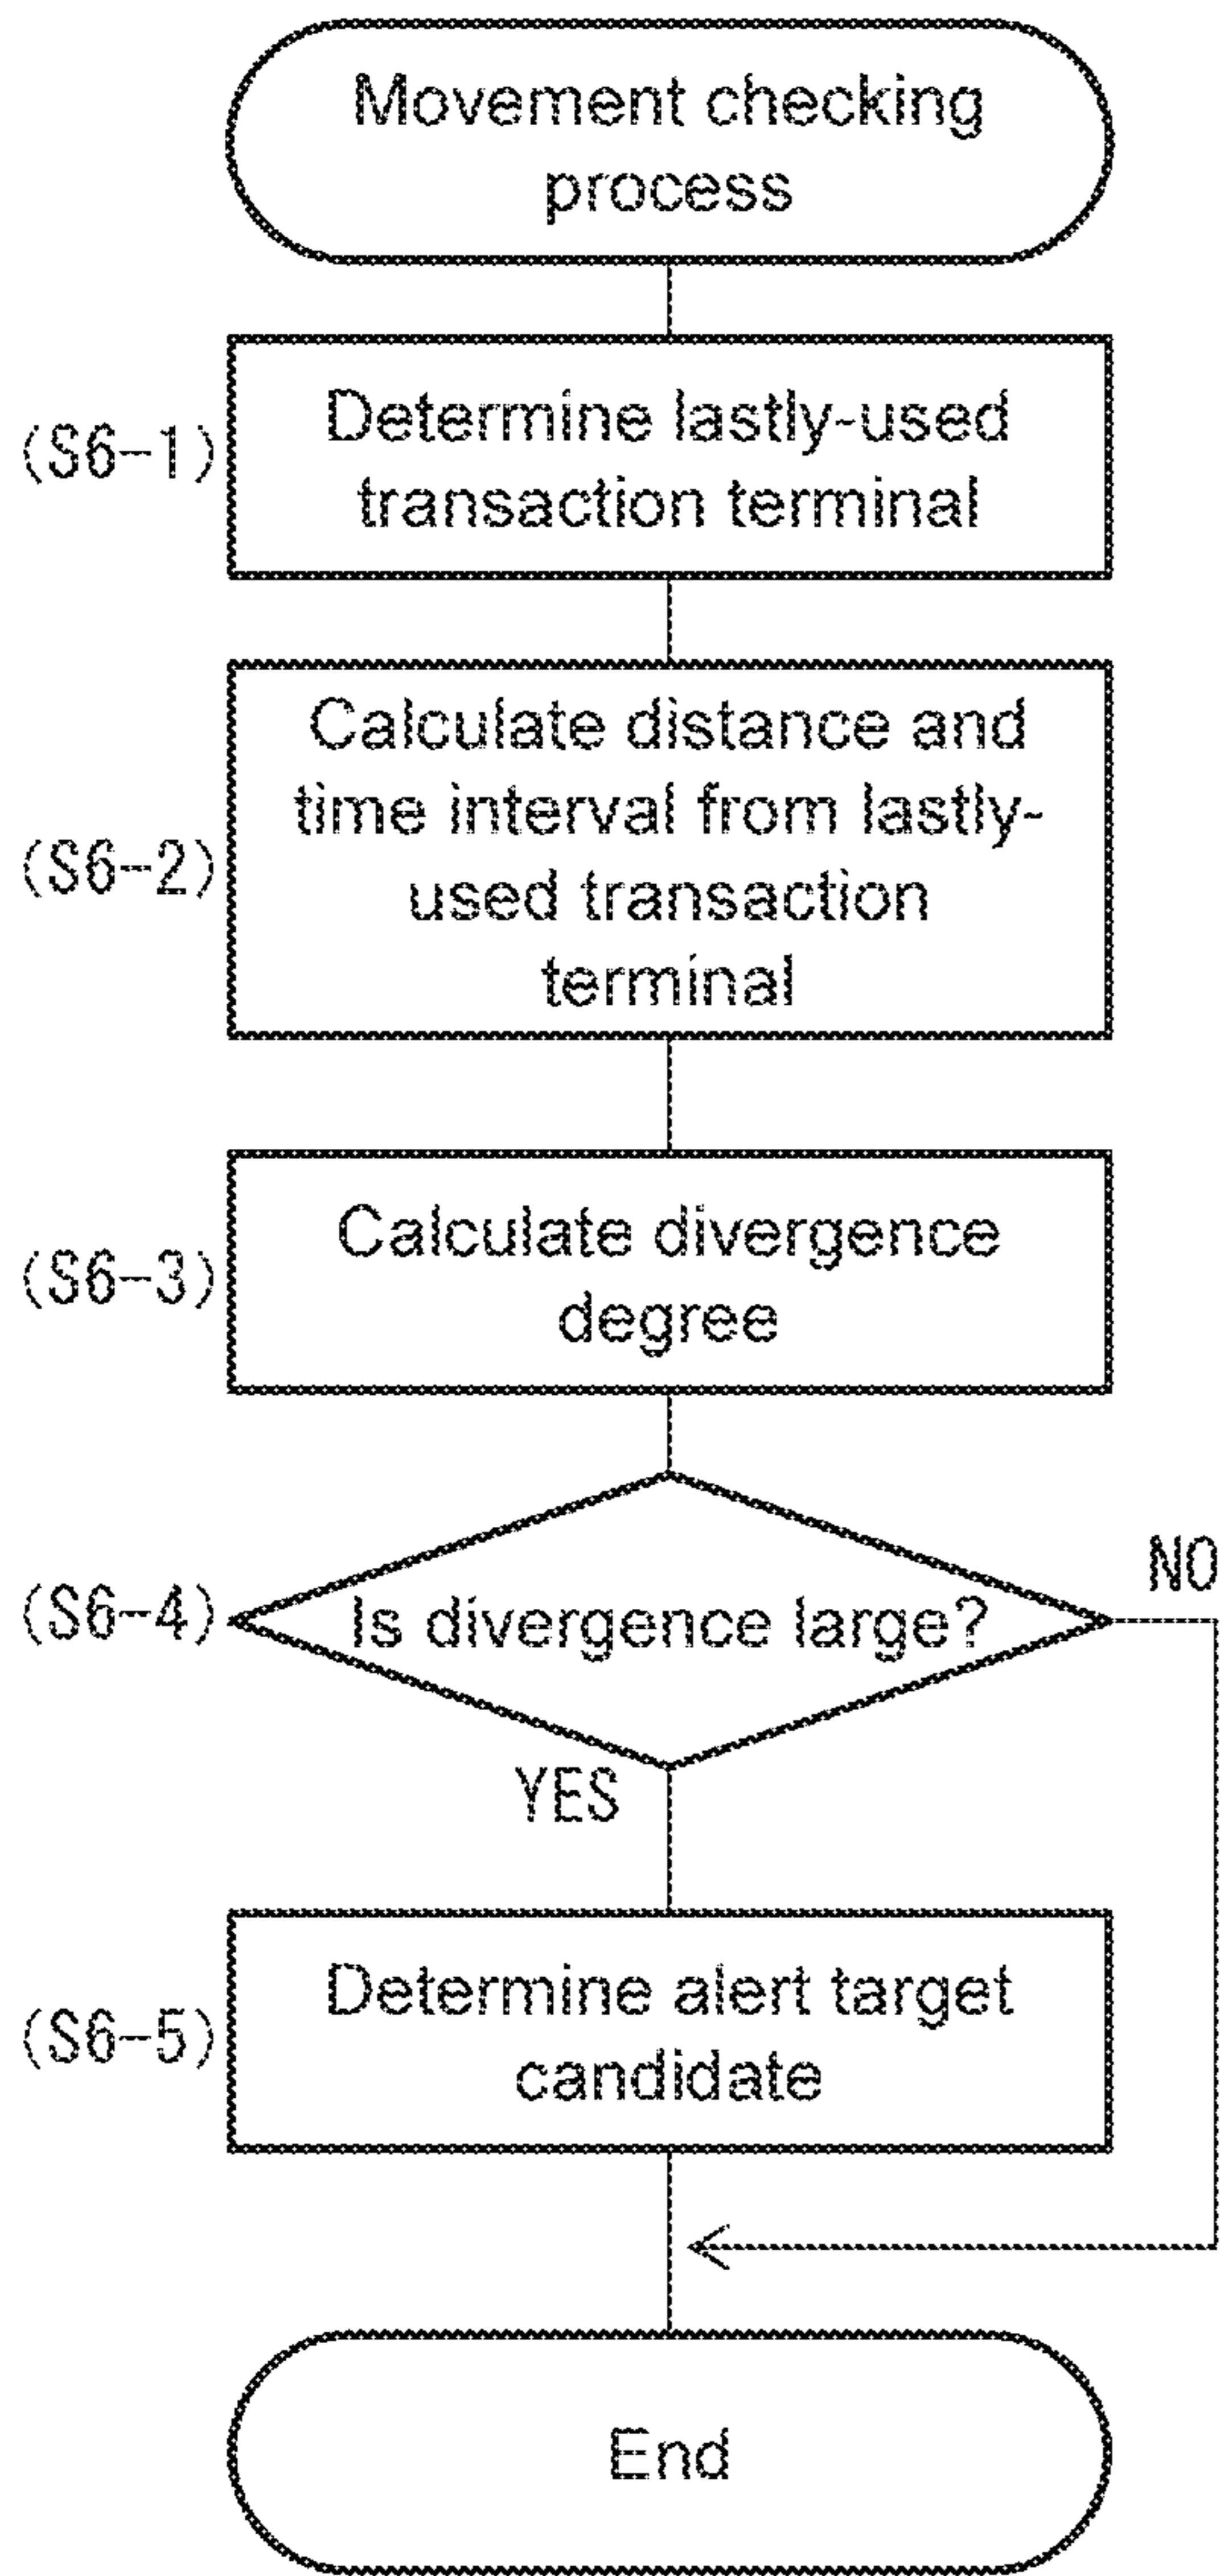 Movement checking
process
(S6-1)
Determine lastly-used
transaction terminal
(S6-2)
Calculate distance and
time interval from lastly-
used transaction
terminal
(S6-3)
Calculate divergence
degree
(S6-4)
Is divergence large?
NO
YES
(S6-5)
Determine alert target
candidate
End